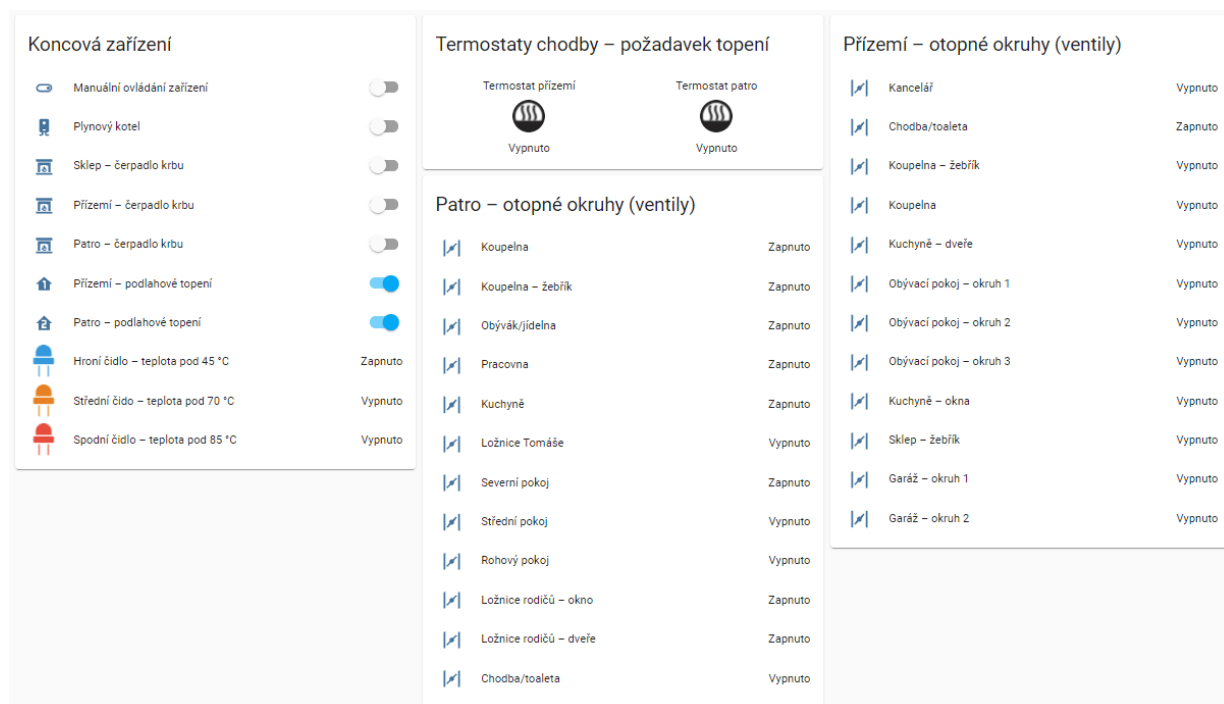 Koncová zařízení
Manuální ovládání zařízení
Plynový kotel
Sklep – čerpadlo krbu
Přízemí – čerpadlo krbu
Patro – čerpadlo krbu
Přízemí – podlahové topení
Patro – podlahové topení
Hroní čidlo – teplota pod 45 °C Zapnuto
Střední čido – teplota pod 70 °C Vypnuto
Spodní čidlo – teplota pod 85 °C Vypnuto
Termostaty chodby – požadavek topení
Termostat přízemí Termostat patro
Vypnuto Vypnuto
Patro – otopné okruhy (ventily)
Koupelna Zapnuto
Koupelna – žebřík Zapnuto
Obývák/jídelna Zapnuto
Pracovna Zapnuto
Kuchyně Zapnuto
Ložnice Tomáše Vypnuto
Severní pokoj Zapnuto
Střední pokoj Vypnuto
Rohový pokoj Vypnuto
Ložnice rodičů – okno Zapnuto
Ložnice rodičů – dveře Zapnuto
Chodba/toaleta Vypnuto
Přízemí – otopné okruhy (ventily)
Kancelář Vypnuto
Chodba/toaleta Zapnuto
Koupelna – žebřík Vypnuto
Koupelna Vypnuto
Kuchyně – dveře Vypnuto
Obývací pokoj – okruh 1 Vypnuto
Obývací pokoj – okruh 2 Vypnuto
Obývací pokoj – okruh 3 Vypnuto
Kuchyně – okna Vypnuto
Sklep – žebřík Vypnuto
Garáž – okruh 1 Vypnuto
Garáž – okruh 2 Vypnuto